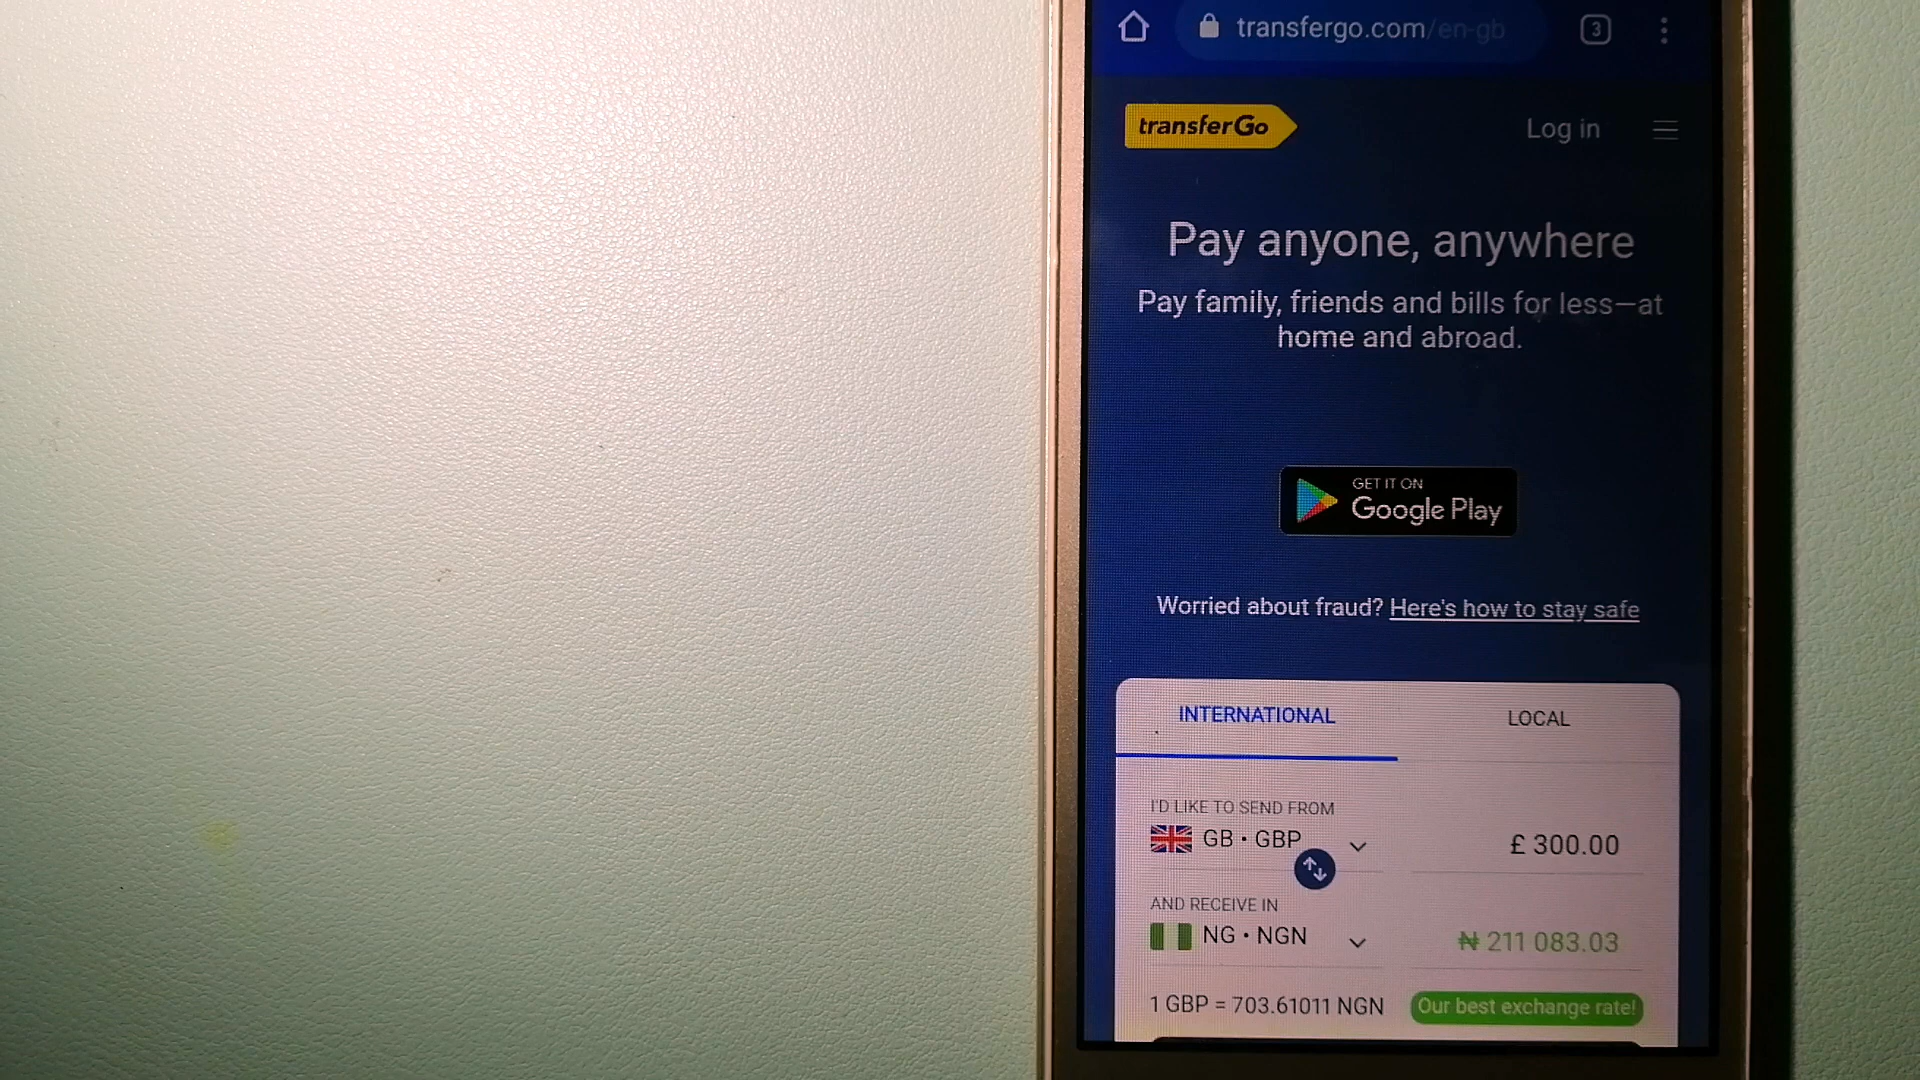 transfergo.com/en-gb
3
transferGo
Log in
Pay anyone, anywhere
Pay family, friends and bills for less—at
home and abroad.
GET IT ON
Google Play
Worried about fraud? Here's how to stay safe
INTERNATIONAL
LOCAL
I'D LIKE TO SEND FROM
GB • GBP
£ 300.00
AND RECEIVE IN
NG • NGN
₦ 211 083.03
1 GBP = 703.61011 NGN
Our best exchange rate!